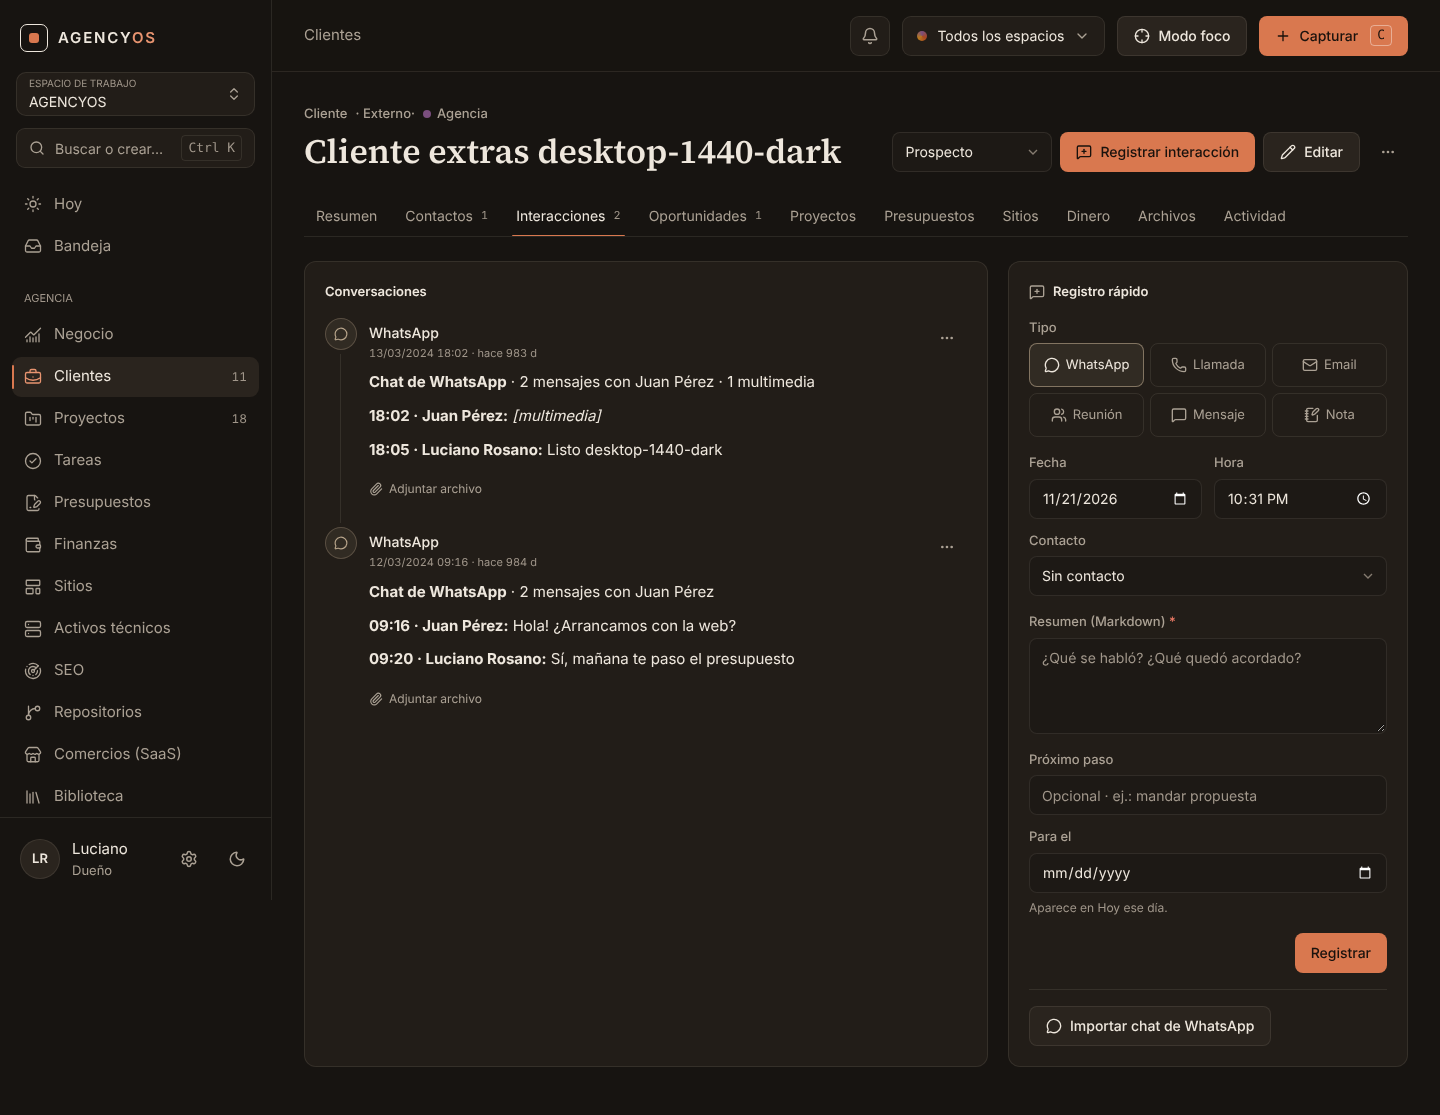 AGENCYOS
ESPACIO DE TRABAJO
AGENCYOS
Buscar o crear... Ctrl K
Hoy
Bandeja
AGENCIA
Negocio
Clientes 11
Proyectos 18
Tareas
Presupuestos
Finanzas
Sitios
Activos técnicos
SEO
Repositorios
Comercios (SaaS)
Biblioteca
LR
Luciano
Dueño
Clientes
Todos los espacios
Modo foco
Capturar C
Cliente · Externo· Agencia
Cliente extras desktop-1440-dark
Prospecto
Registrar interacción
Editar
Resumen Contactos 1 Interacciones 2 Oportunidades 1 Proyectos Presupuestos Sitios Dinero Archivos Actividad
Conversaciones
WhatsApp
13/03/2024 18:02 · hace 983 d
Chat de WhatsApp · 2 mensajes con Juan Pérez · 1 multimedia
18:02 · Juan Pérez: [multimedia]
18:05 · Luciano Rosano: Listo desktop-1440-dark
Adjuntar archivo
WhatsApp
12/03/2024 09:16 · hace 984 d
Chat de WhatsApp · 2 mensajes con Juan Pérez
09:16 · Juan Pérez: Hola! ¿Arrancamos con la web?
09:20 · Luciano Rosano: Sí, mañana te paso el presupuesto
Adjuntar archivo
Registro rápido
Tipo
WhatsApp Llamada Email
Reunión Mensaje Nota
Fecha Hora
11/21/2026 10:31 PM
Contacto
Sin contacto
Resumen (Markdown) *
¿Qué se habló? ¿Qué quedó acordado?
Próximo paso
Opcional · ej.: mandar propuesta
Para el
mm/dd/yyyy
Aparece en Hoy ese día.
Registrar
Importar chat de WhatsApp